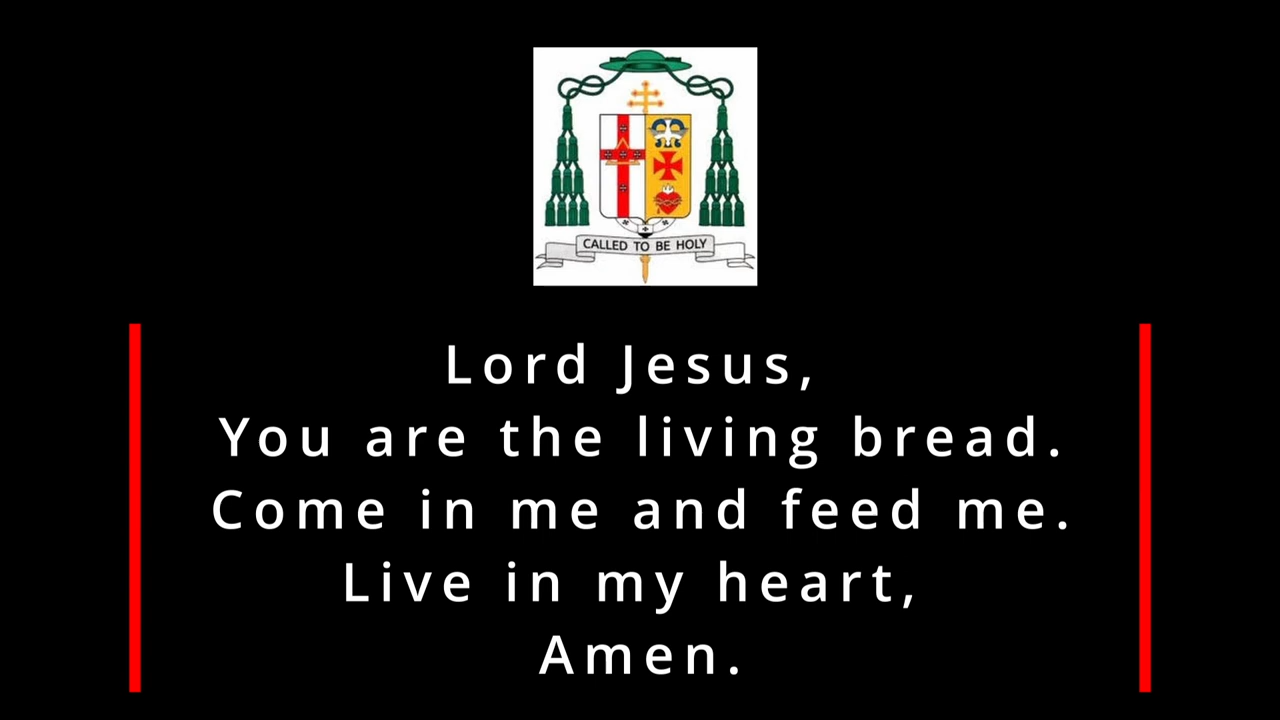 CALLED TO BE HOLY
Lord Jesus,
You are the living bread.
Come in me and feed me.
Live in my heart,
Amen.